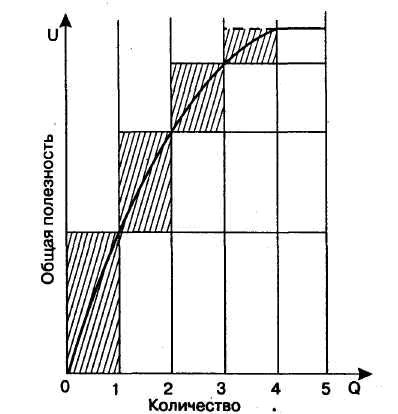 U
Общая полезность
0 1 2 3 4 5 Q
Количество